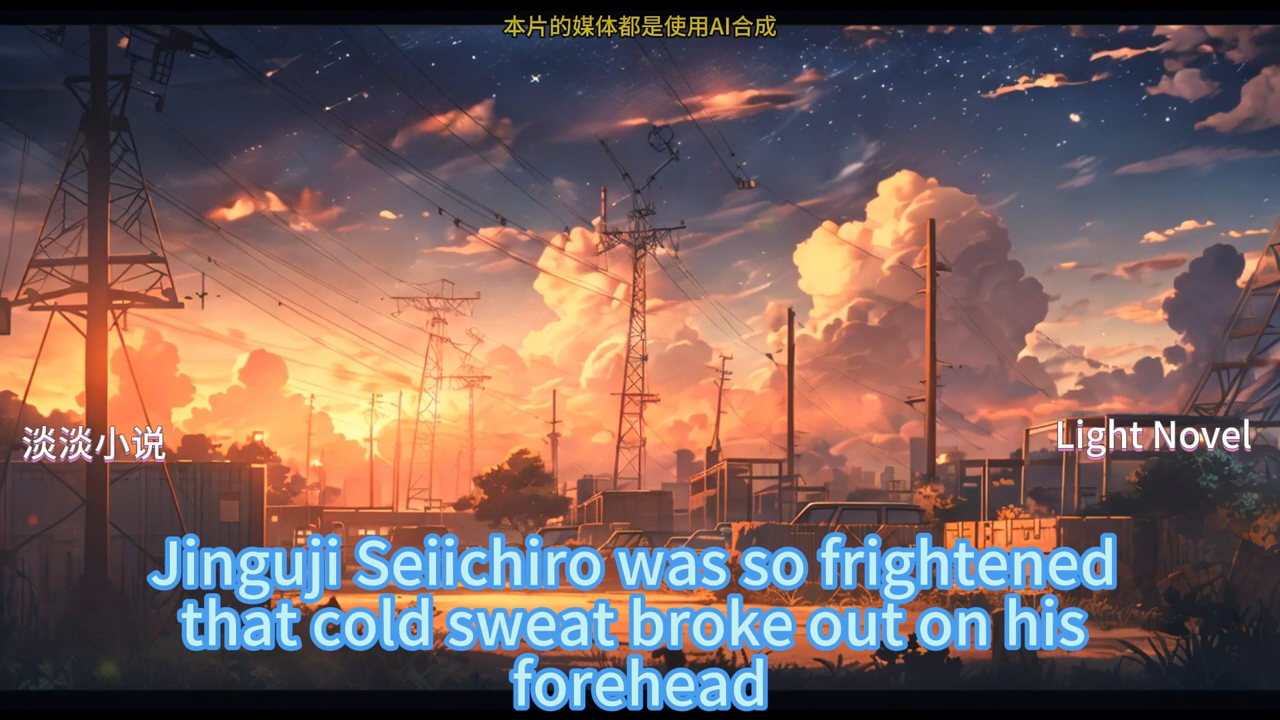 本片的媒体都是使用AI合成
淡淡小说
Light Novel
Jinguji Seiichiro was so frightened
that cold sweat broke out on his
forehead